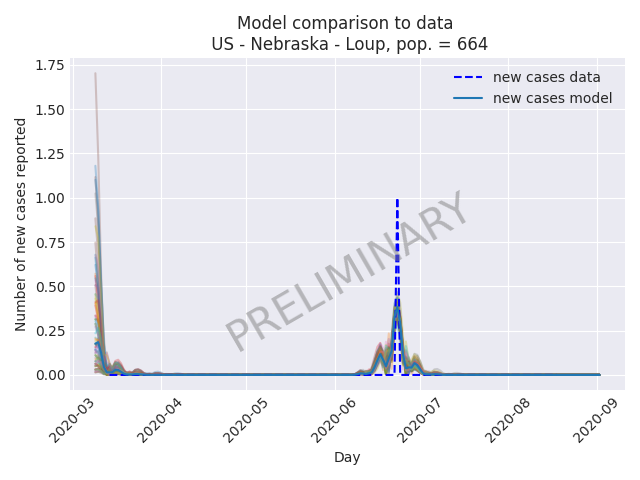 Model comparison to data
US - Nebraska - Loup, pop. = 664
new cases data
new cases model
Number of new cases reported
1.75
1.50
1.25
1.00
0.75
0.50
0.25
0.00
PRELIMINARY
2020-03
2020-04
2020-05
2020-06
2020-07
2020-08
2020-09
Day